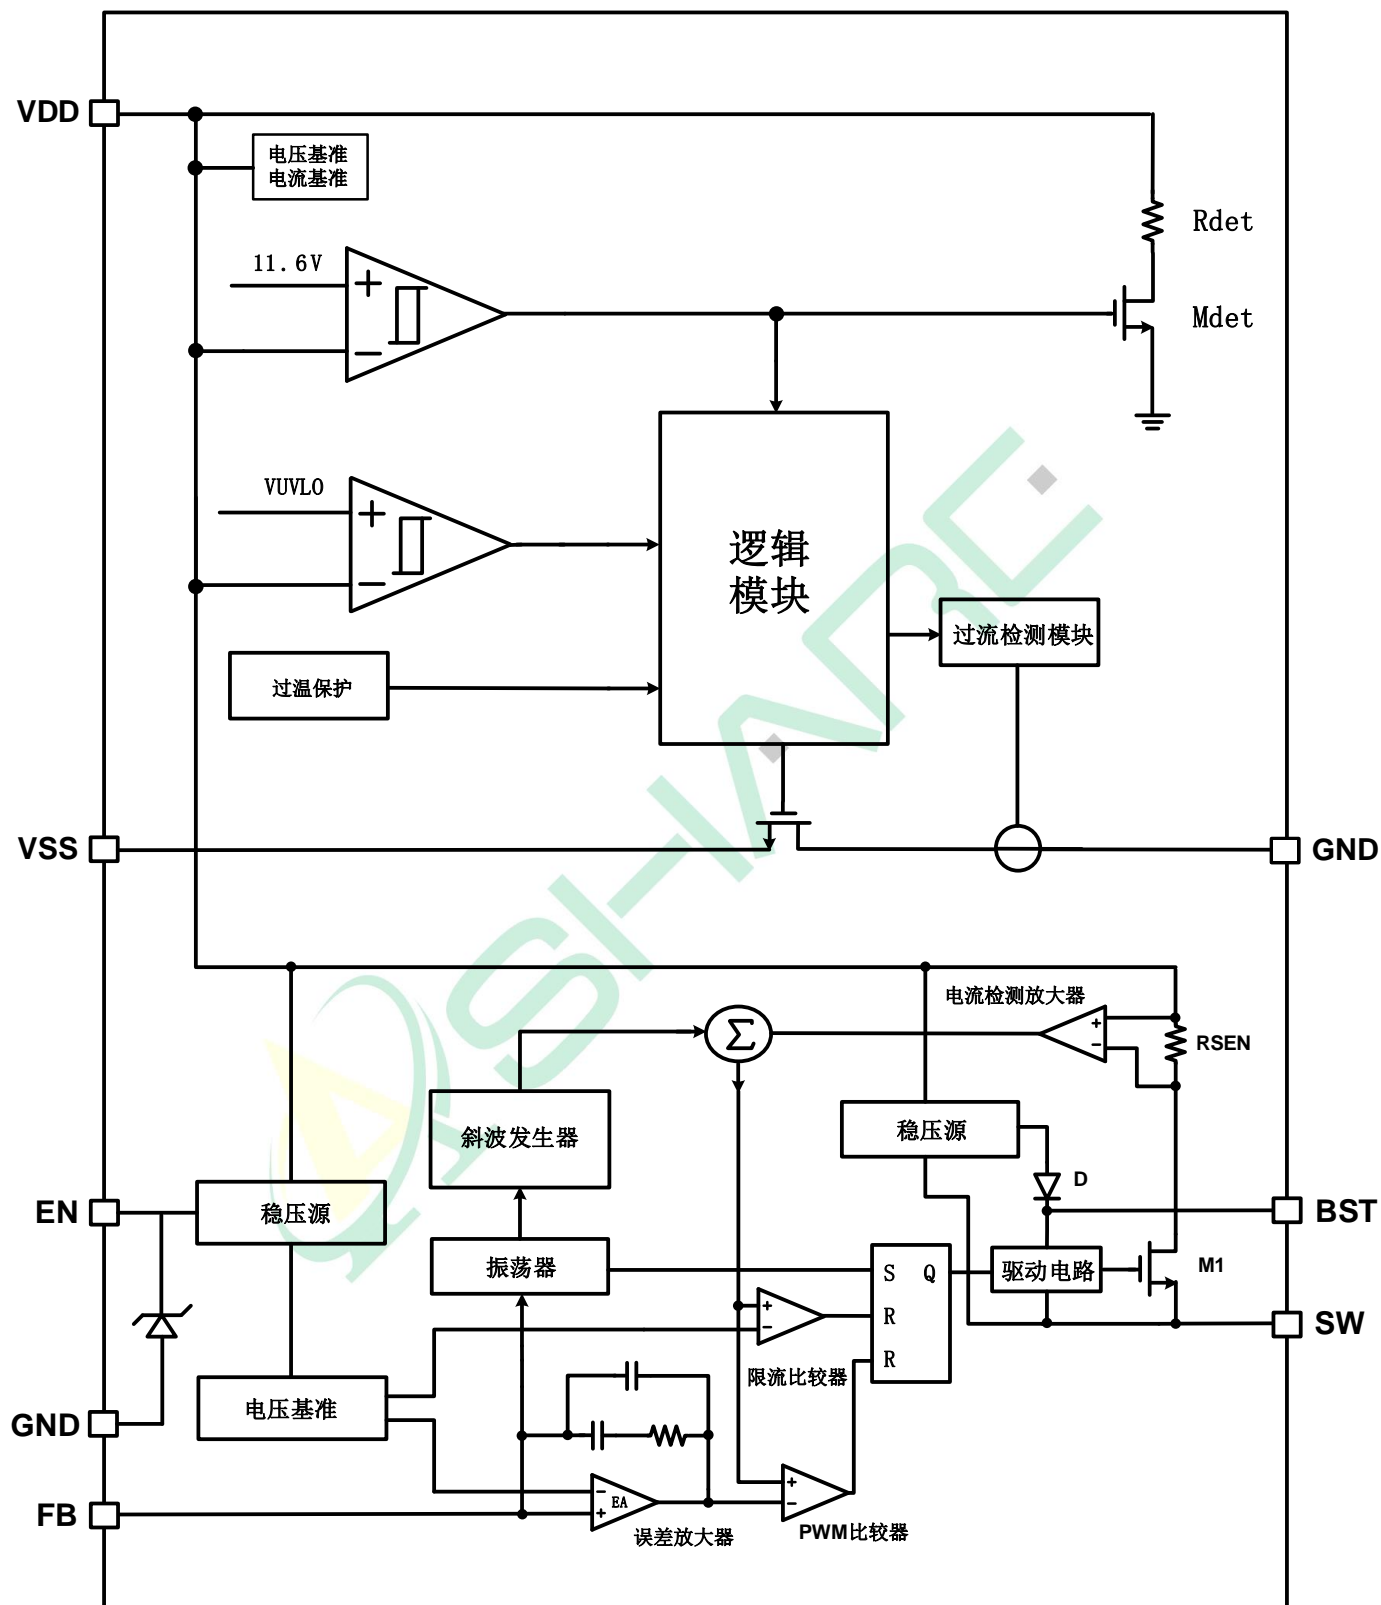 VDD
电压基准
电流基准
Rdet
11.6V
Mdet
VUVLO
逻辑
模块
过流检测模块
过温保护
VSS
GND
电流检测放大器
Σ
RSEN
斜波发生器
稳压源
D
EN
稳压源
BST
振荡器
S Q
驱动电路
M1
R
SW
R
限流比较器
电压基准
GND
EA
FB
误差放大器
PWM比较器
ASHARC